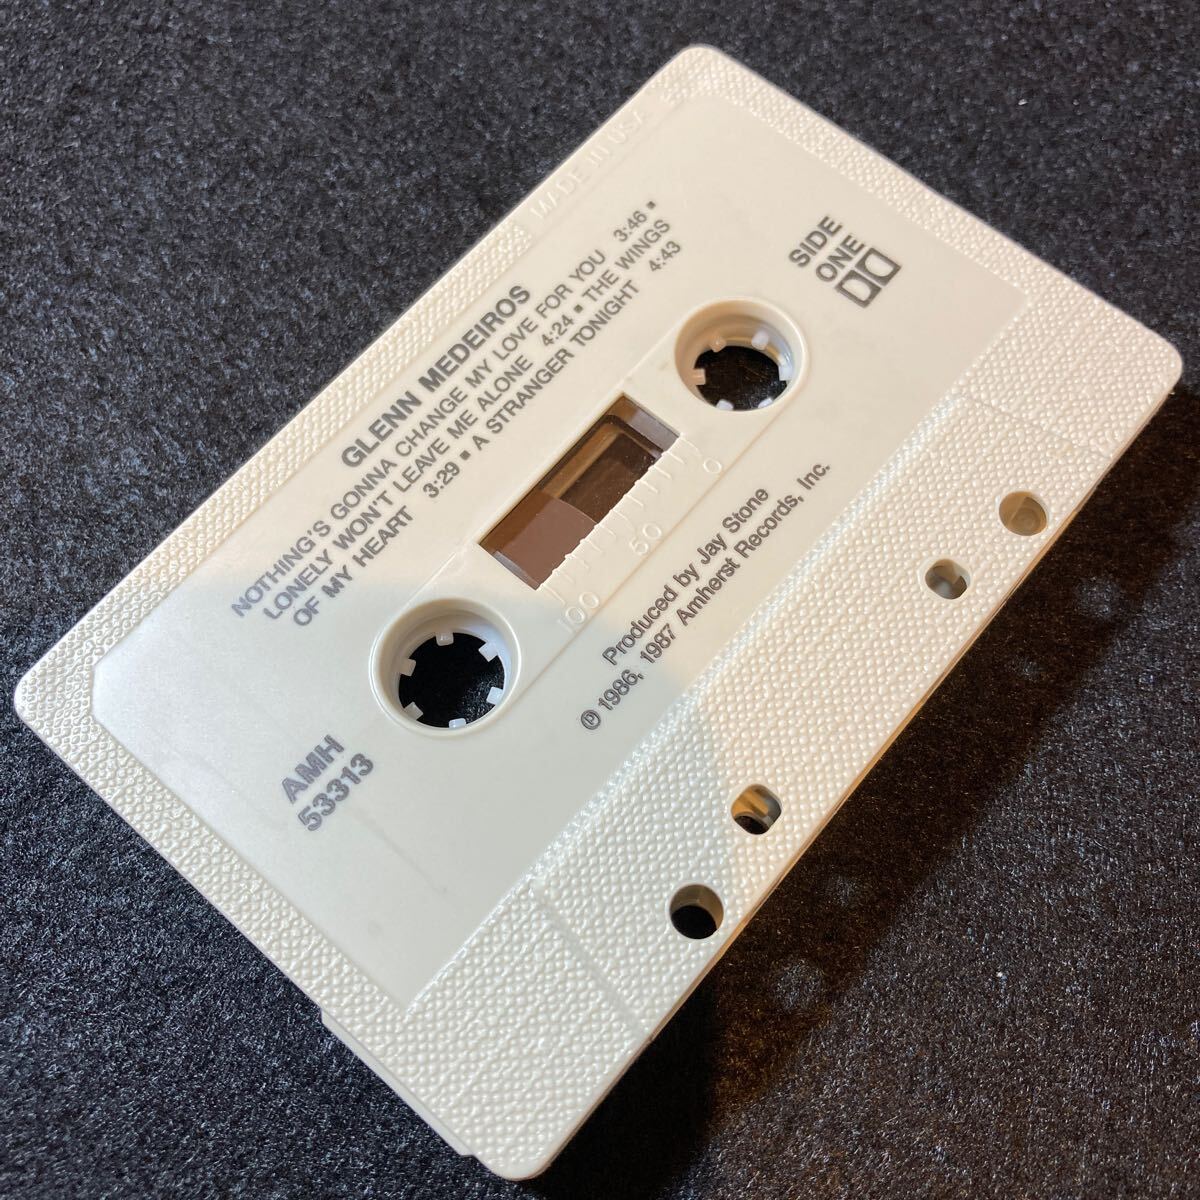 MADE IN USA
GLENN MEDEIROS
NOTHING'S GONNA CHANGE MY LOVE FOR YOU 3:46 ▪
LONELY WON'T LEAVE ME ALONE 4:24 ▪ THE WINGS
OF MY HEART 3:29 ▪ A STRANGER TONIGHT 4:43
SIDE
ONE
AMH
53313
100 50 0
Produced by Jay Stone
℗ 1986, 1987 Amherst Records, Inc.